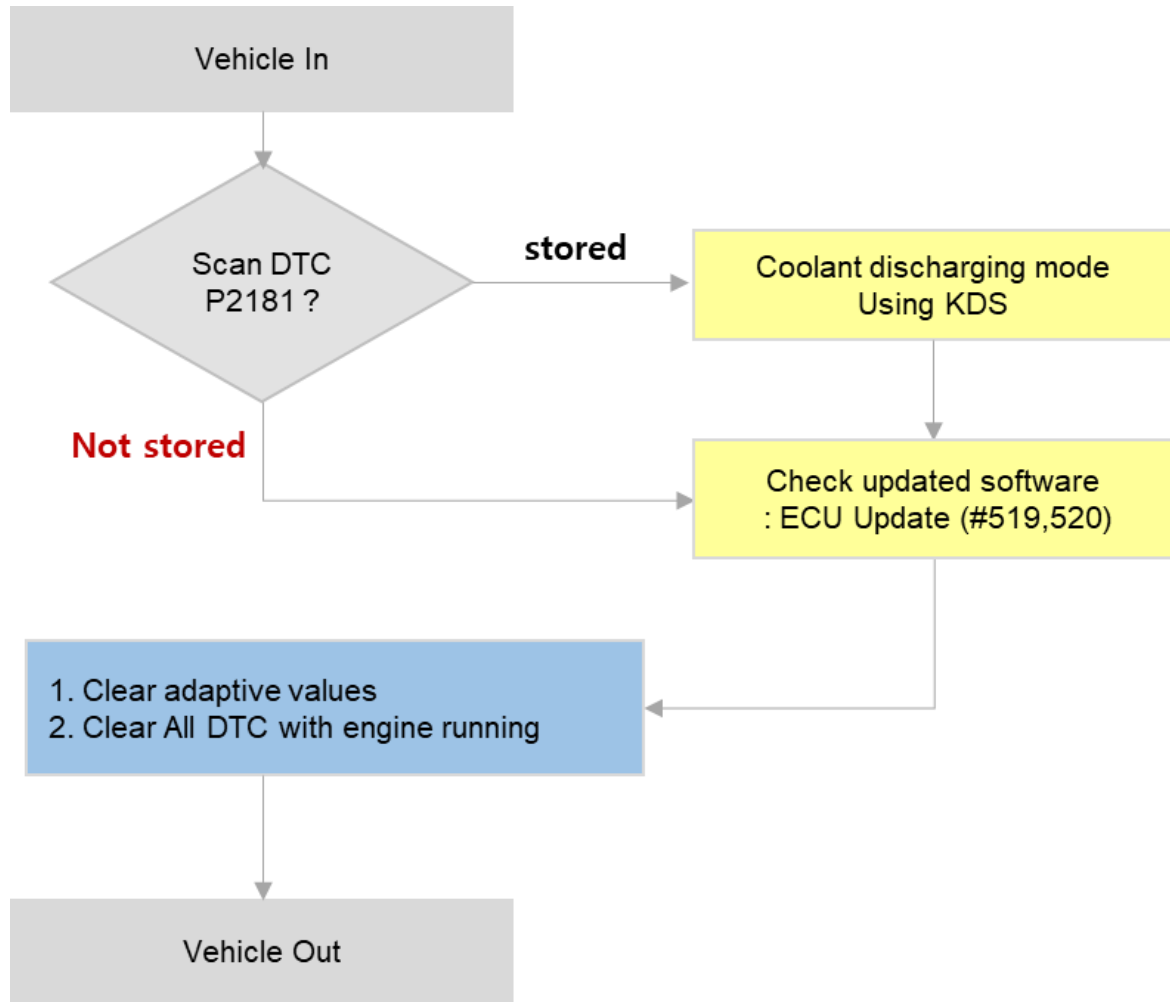 Vehicle In
Scan DTC
P2181 ?
stored
Coolant discharging mode
Using KDS
Not stored
Check updated software
: ECU Update (#519,520)
1. Clear adaptive values
2. Clear All DTC with engine running
Vehicle Out